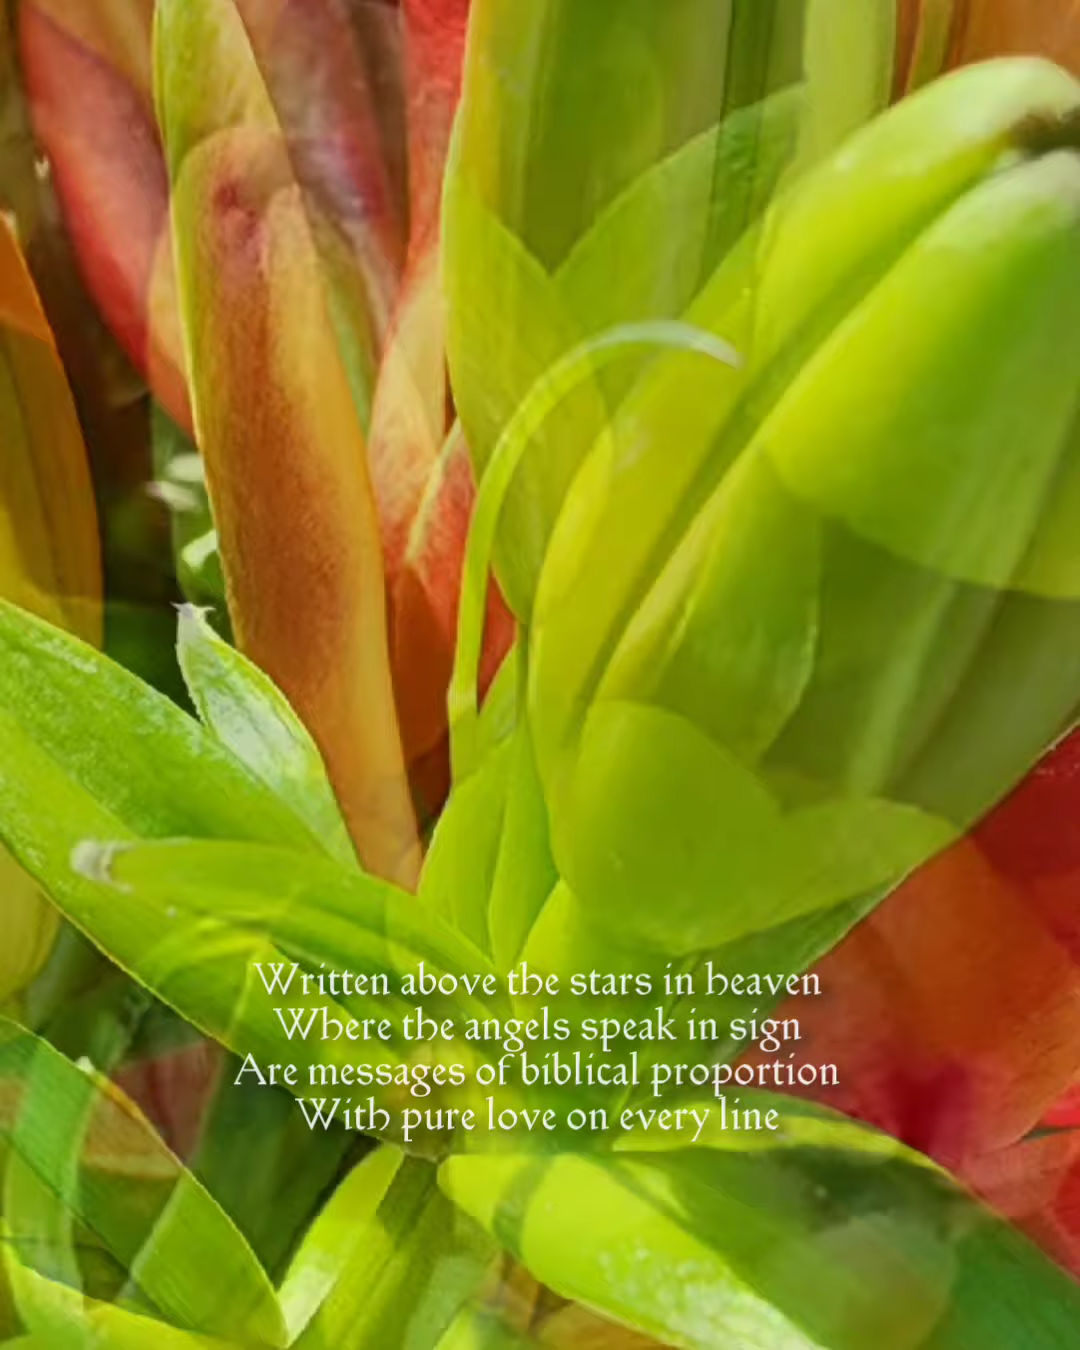 Written above the stars in heaven
Where the angels speak in sign
Are messages of biblical proportion
With pure love on every line